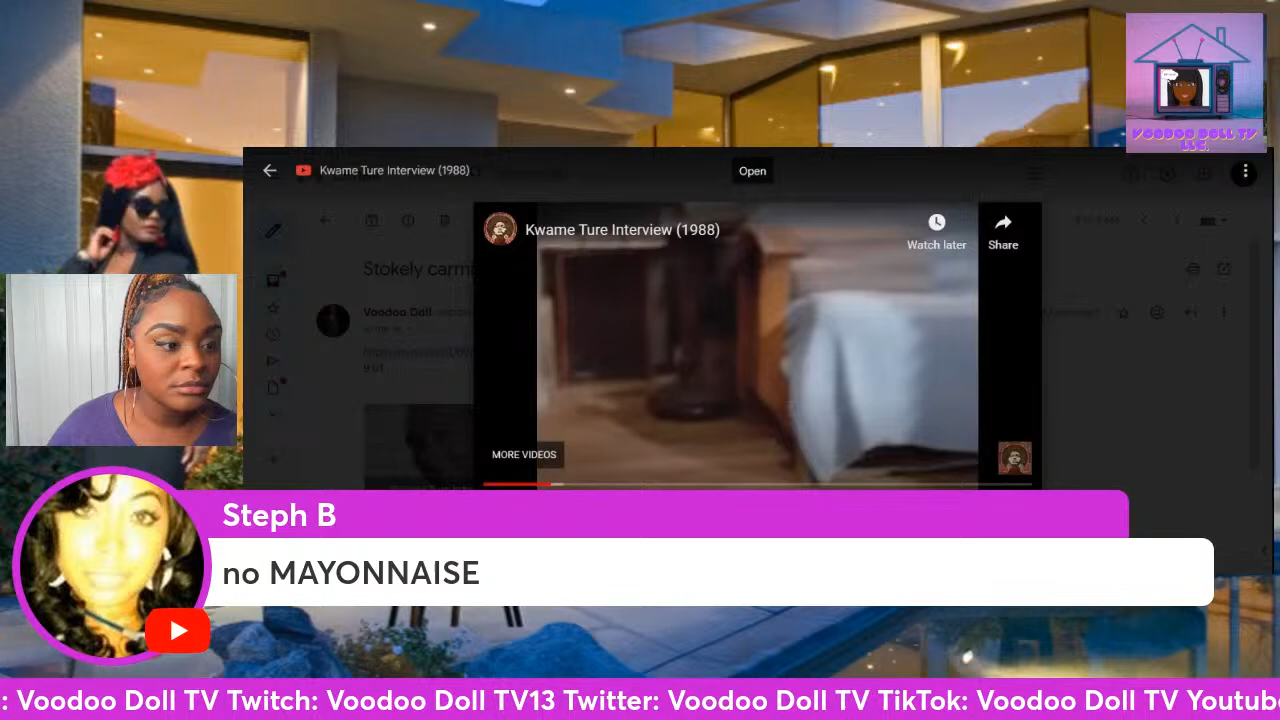 VOODOO DOLL TV
LLC.
Kwame Ture Interview (1988)
Open
Kwame Ture Interview (1988)
Watch later
Share
Stokely carm
Voodoo Doll
MORE VIDEOS
Steph B
no MAYONNAISE
: Voodoo Doll TV Twitch: Voodoo Doll TV13 Twitter: Voodoo Doll TV TikTok: Voodoo Doll TV Youtub